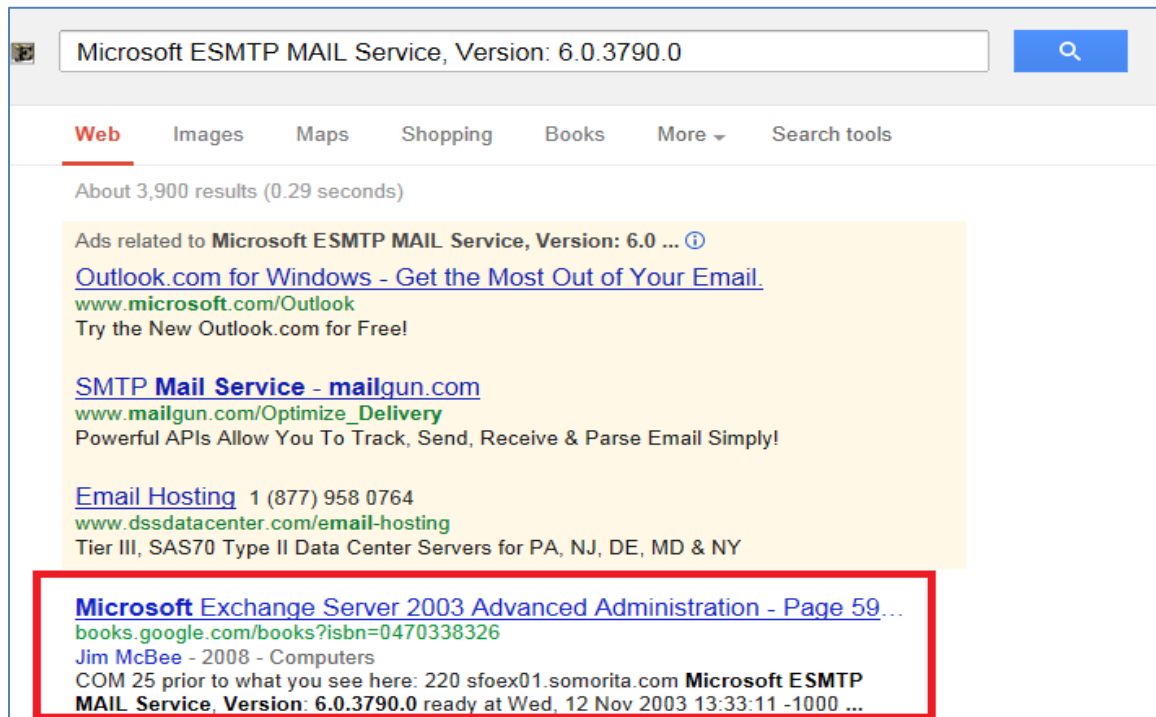 Microsoft ESMTP MAIL Service, Version: 6.0.3790.0
Web Images Maps Shopping Books More Search tools
About 3,900 results (0.29 seconds)
Ads related to Microsoft ESMTP MAIL Service, Version: 6.0 ...
Outlook.com for Windows - Get the Most Out of Your Email.
www.microsoft.com/Outlook
Try the New Outlook.com for Free!
SMTP Mail Service - mailgun.com
www.mailgun.com/Optimize_Delivery
Powerful APIs Allow You To Track, Send, Receive & Parse Email Simply!
Email Hosting 1 (877) 958 0764
www.dssdatacenter.com/email-hosting
Tier III, SAS70 Type II Data Center Servers for PA, NJ, DE, MD & NY
Microsoft Exchange Server 2003 Advanced Administration - Page 59...
books.google.com/books?isbn=0470338326
Jim McBee - 2008 - Computers
COM 25 prior to what you see here: 220 sfoex01.somorita.com Microsoft ESMTP
MAIL Service, Version: 6.0.3790.0 ready at Wed, 12 Nov 2003 13:33:11 -1000 ...